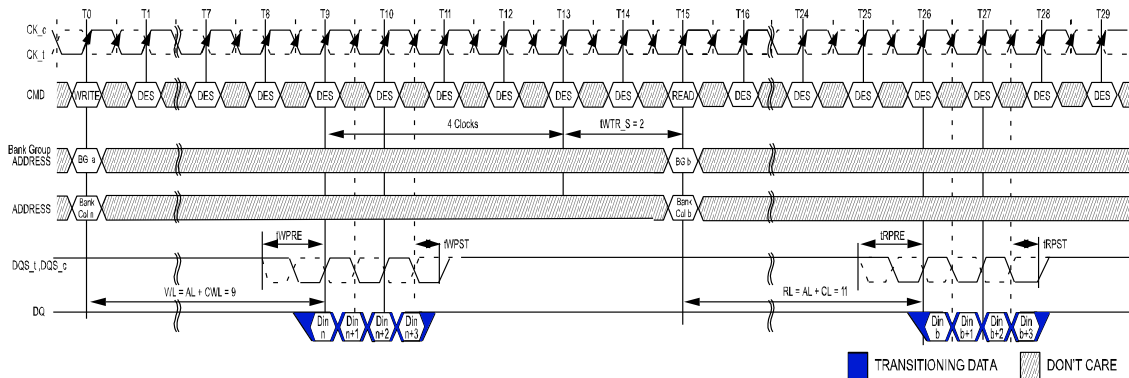 T0 T1 T7 T8 T9 T10 T11 T12 T13 T14 T15 T16 T24 T25 T26 T27 T28 T29
CK_c
CK_t
CMD WRITE DES DES DES DES DES DES DES DES DES READ DES DES DES DES DES DES DES
4 Clocks tWTR_S = 2
Bank Group
ADDRESS BG a BG b
ADDRESS Bank Col n Bank Col b
tWPRE tWPST tRPRE tRPST
DQS_t ,DQS_c
WL = AL + CWL = 9 RL = AL + CL = 11
DQ Din n Din n+1 Din n+2 Din n+3 Din b Din b+1 Din b+2 Din b+3
TRANSITIONING DATA DON'T CARE